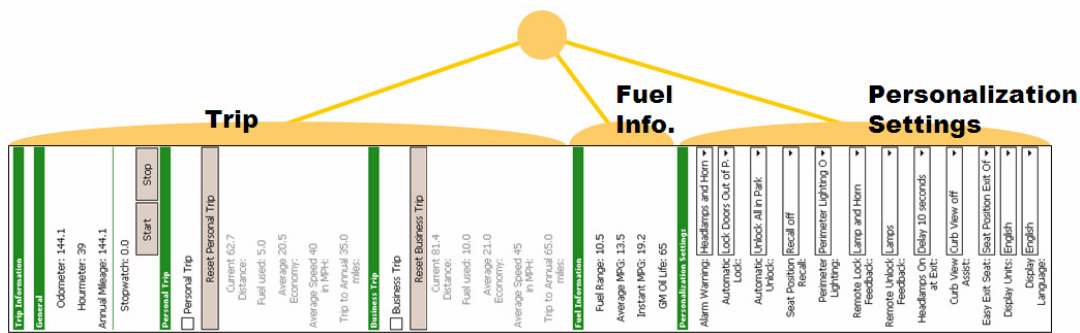 Trip
Fuel
Info.
Personalization
Settings
Trip Information
General
Odometer: 144.1
Hourmeter: 39
Annual Mileage: 144.1
Stopwatch: 0.0
Start
Stop
Personal Trip
Personal Trip
Reset Personal Trip
Current 62.7
Distance:
Fuel used: 5.0
Average 20.5
Economy:
Average Speed 40
in MPH:
Trip to Annual 35.0
miles:
Business Trip
Business Trip
Reset Business Trip
Current 81.4
Distance:
Fuel used: 10.0
Average 21.0
Economy:
Average Speed 45
in MPH:
Trip to Annual 65.0
miles:
Fuel Information
Fuel Range: 10.5
Average MPG: 13.5
Instant MPG: 19.2
GM Oil Life: 65
Personalization Settings
Alarm Warning: Headlamps and Horn
Automatic Lock Doors Out of P.
Lock:
Automatic Unlock All in Park
Unlock:
Seat Position Recall off
Recall:
Perimeter Perimeter Lighting O
Lighting:
Remote Lock Lamp and Horn
Feedback:
Remote Unlock Lamps
Feedback:
Headlamps On Delay 10 seconds
at Exit:
Curb View Curb View off
Assist:
Easy Exit Seat: Seat Position Exit Of
Display Units: English
Display English
Language: